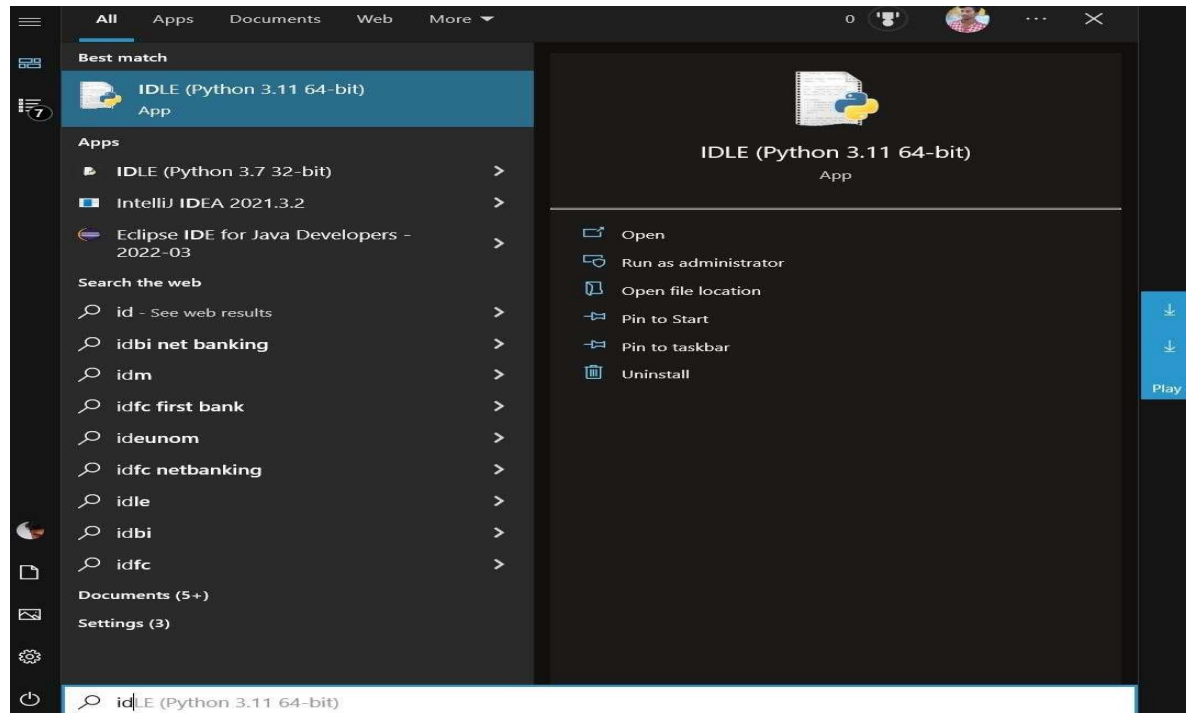 All Apps Documents Web More
0
Best match
IDLE (Python 3.11 64-bit)
App
7
Apps
IDLE (Python 3.7 32-bit)
IntelliJ IDEA 2021.3.2
Eclipse IDE for Java Developers -
2022-03
Search the web
id - See web results
idbi net banking
idm
idfc first bank
ideunom
idfc netbanking
idle
idbi
idfc
Documents (5+)
Settings (3)
idLE (Python 3.11 64-bit)
IDLE (Python 3.11 64-bit)
App
Open
Run as administrator
Open file location
Pin to Start
Pin to taskbar
Uninstall
Play